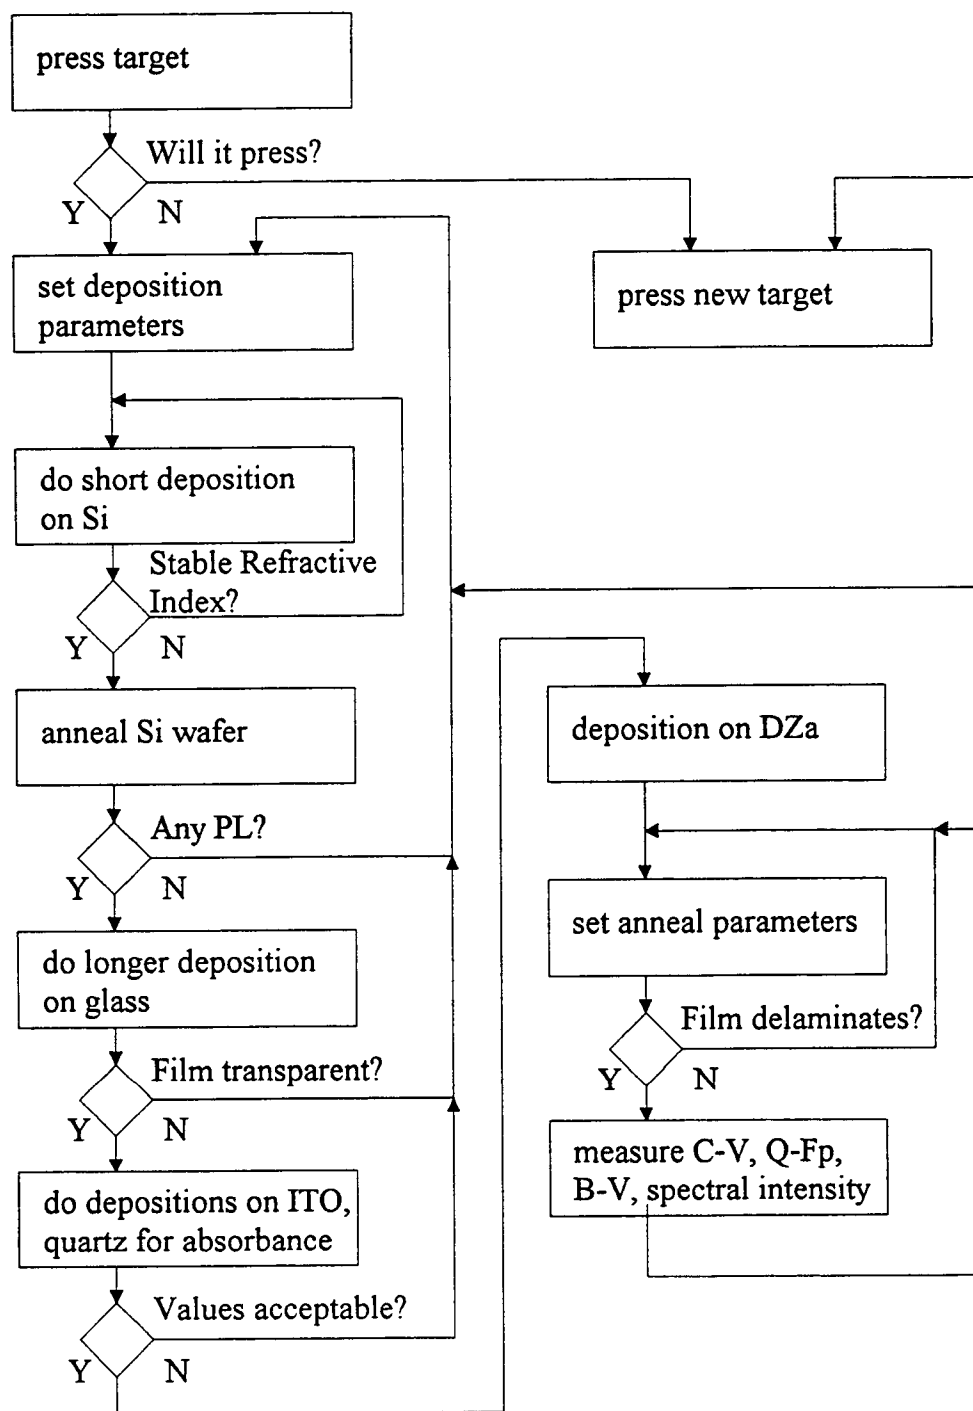 press target
Will it press?
Y N
set deposition
parameters
press new target
do short deposition
on Si
Stable Refractive
Index?
Y N
anneal Si wafer
Any PL?
Y N
do longer deposition
on glass
Film transparent?
Y N
do depositions on ITO,
quartz for absorbance
Values acceptable?
Y N
deposition on DZa
set anneal parameters
Film delaminates?
Y N
measure C-V, Q-Fp,
B-V, spectral intensity